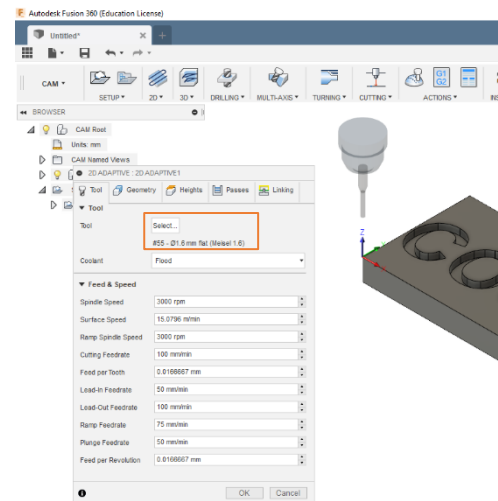 Autodesk Fusion 360 (Education License)
Untitled*
CAM
SETUP
2D
3D
DRILLING
MULTI-AXIS
TURNING
CUTTING
G1
G2
ACTIONS
BROWSER
CAM Root
Units: mm
CAM Named Views
2D ADAPTIVE : 2D ADAPTIVE1
Tool Geometry Heights Passes Linking
Tool
Tool Select...
#55 - Ø1.6 mm flat (Meisel 1.6)
Coolant Flood
Feed & Speed
Spindle Speed 3000 rpm
Surface Speed 15.0796 m/min
Ramp Spindle Speed 3000 rpm
Cutting Feedrate 100 mm/min
Feed per Tooth 0.0166667 mm
Lead-In Feedrate 50 mm/min
Lead-Out Feedrate 100 mm/min
Ramp Feedrate 75 mm/min
Plunge Feedrate 50 mm/min
Feed per Revolution 0.0166667 mm
OK Cancel
Z
CO